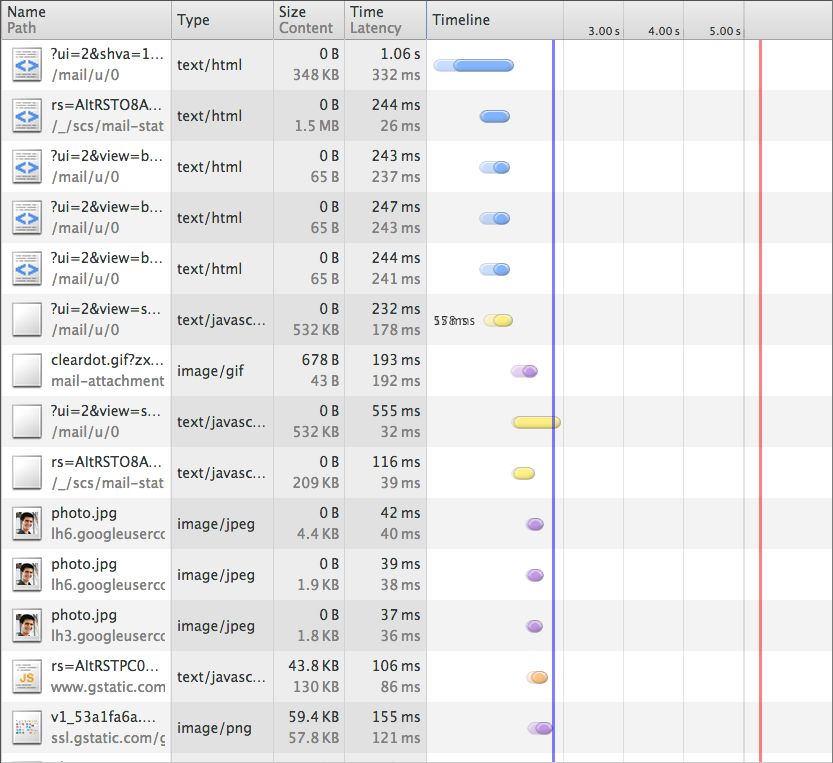 Name Type Size Time Timeline
Path Content Latency 3.00 s 4.00 s 5.00 s
?ui=2&shva=1... text/html 0 B 1.06 s
/mail/u/0 348 KB 332 ms
rs=AItRSTO8A... text/html 0 B 244 ms
/_/scs/mail-stat 1.5 MB 26 ms
?ui=2&view=b... text/html 0 B 243 ms
/mail/u/0 65 B 237 ms
?ui=2&view=b... text/html 0 B 247 ms
/mail/u/0 65 B 243 ms
?ui=2&view=b... text/html 0 B 244 ms
/mail/u/0 65 B 241 ms
?ui=2&view=s... text/javasc... 0 B 232 ms
/mail/u/0 532 KB 178 ms
cleardot.gif?zx... image/gif 678 B 193 ms
mail-attachment 43 B 192 ms
?ui=2&view=s... text/javasc... 0 B 555 ms
/mail/u/0 532 KB 32 ms
rs=AItRSTO8A... text/javasc... 0 B 116 ms
/_/scs/mail-stat 209 KB 39 ms
photo.jpg image/jpeg 0 B 42 ms
lh6.googleuserco 4.4 KB 40 ms
photo.jpg image/jpeg 0 B 39 ms
lh6.googleuserco 1.9 KB 38 ms
photo.jpg image/jpeg 0 B 37 ms
lh3.googleuserco 1.8 KB 36 ms
JS rs=AItRSTPC0... text/javasc... 43.8 KB 106 ms
www.gstatic.com 130 KB 86 ms
v1_53a1fa6a.... image/png 59.4 KB 155 ms
ssl.gstatic.com/g 57.8 KB 121 ms